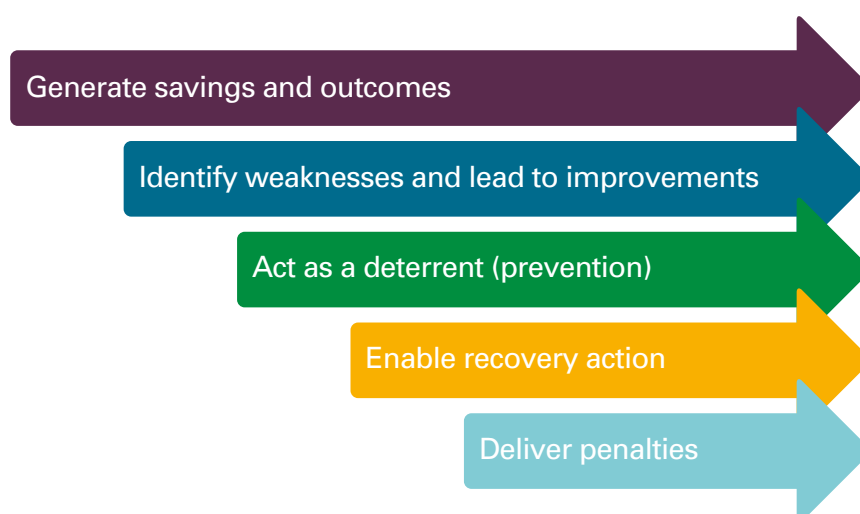 Generate savings and outcomes
Identify weaknesses and lead to improvements
Act as a deterrent (prevention)
Enable recovery action
Deliver penalties